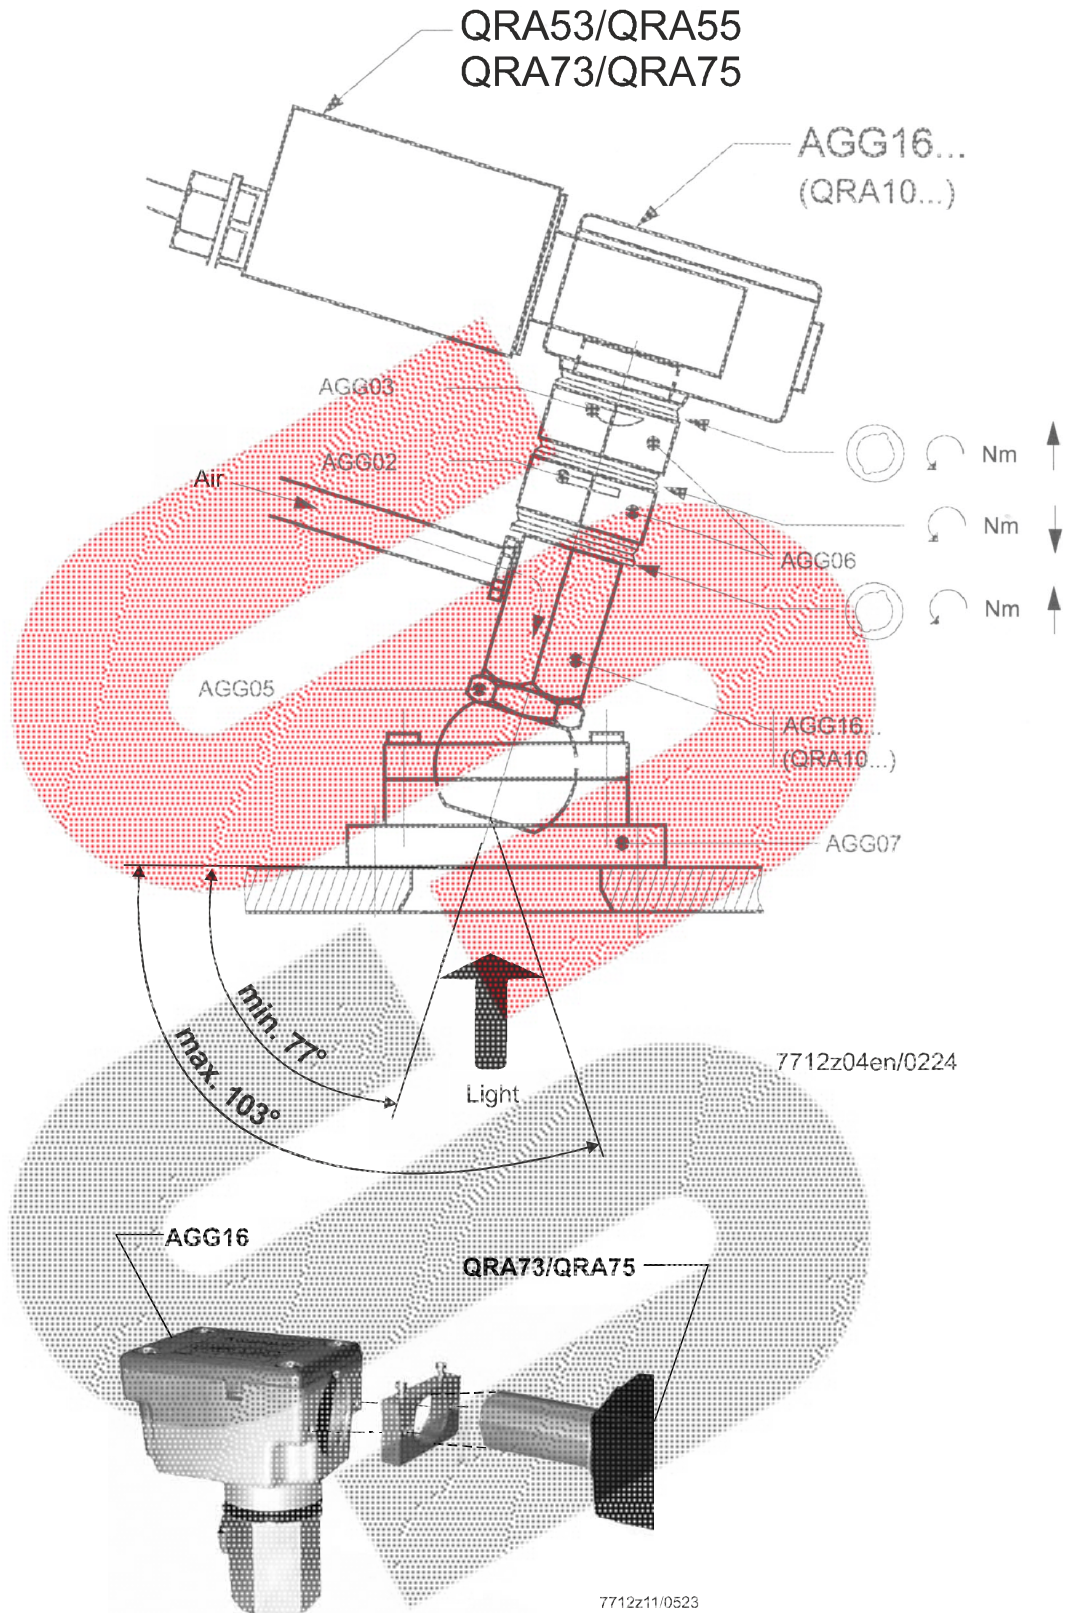 QRA53/QRA55
QRA73/QRA75
AGG16...
(QRA10...)
AGG03
AGG02
Air
Nm
Nm
AGG06
Nm
AGG05
AGG16...
(QRA10...)
AGG07
min. 77°
max. 103°
Light
7712z04en/0224
AGG16
QRA73/QRA75
7712z11/0523